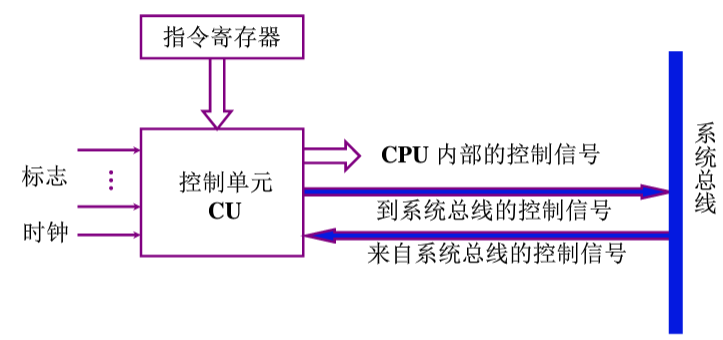 指令寄存器
标志
时钟
控制单元
CU
CPU 内部的控制信号
到系统总线的控制信号
来自系统总线的控制信号
系统总线